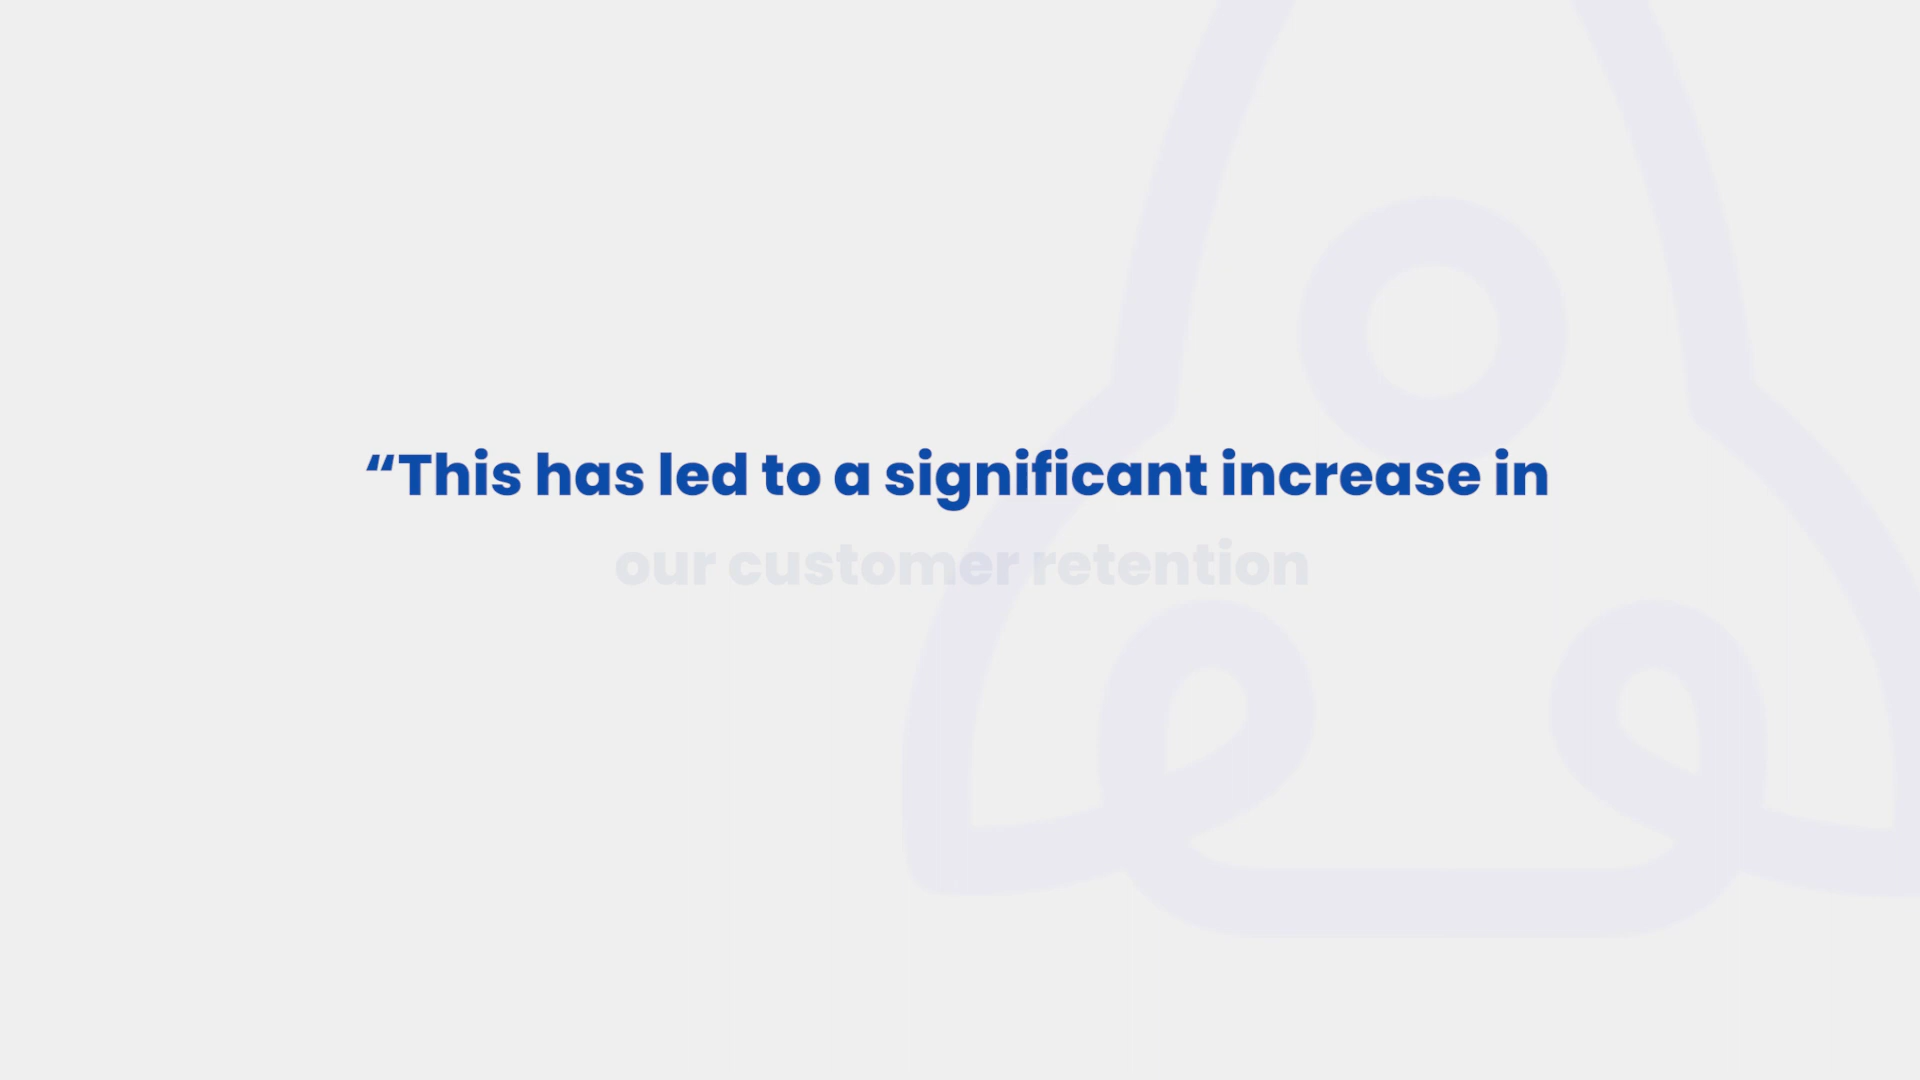 “This has led to a significant increase in
our customer retention